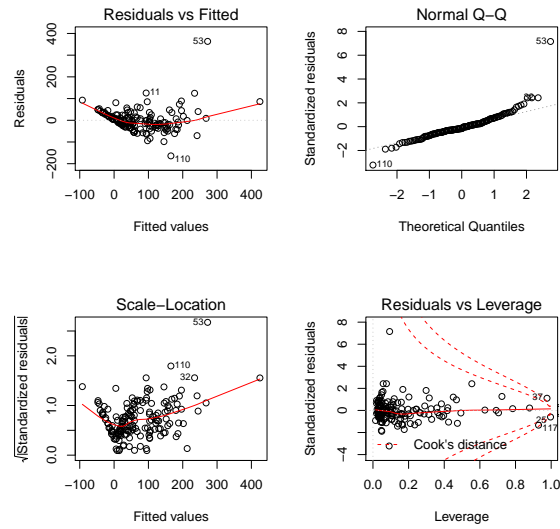 Residuals vs Fitted
Residuals
−200
0
200
400
−100 0 100 200 300 400
Fitted values
53
11
110
Normal Q−Q
Standardized residuals
−2
0
2
4
6
8
−2 −1 0 1 2
Theoretical Quantiles
53
110
Scale−Location
√|Standardized residuals|
0.0
1.0
2.0
−100 0 100 200 300 400
Fitted values
53
110
32
Residuals vs Leverage
Standardized residuals
−4
0
2
4
6
8
0.0 0.2 0.4 0.6 0.8 1.0
Leverage
Cook's distance
37
25
117